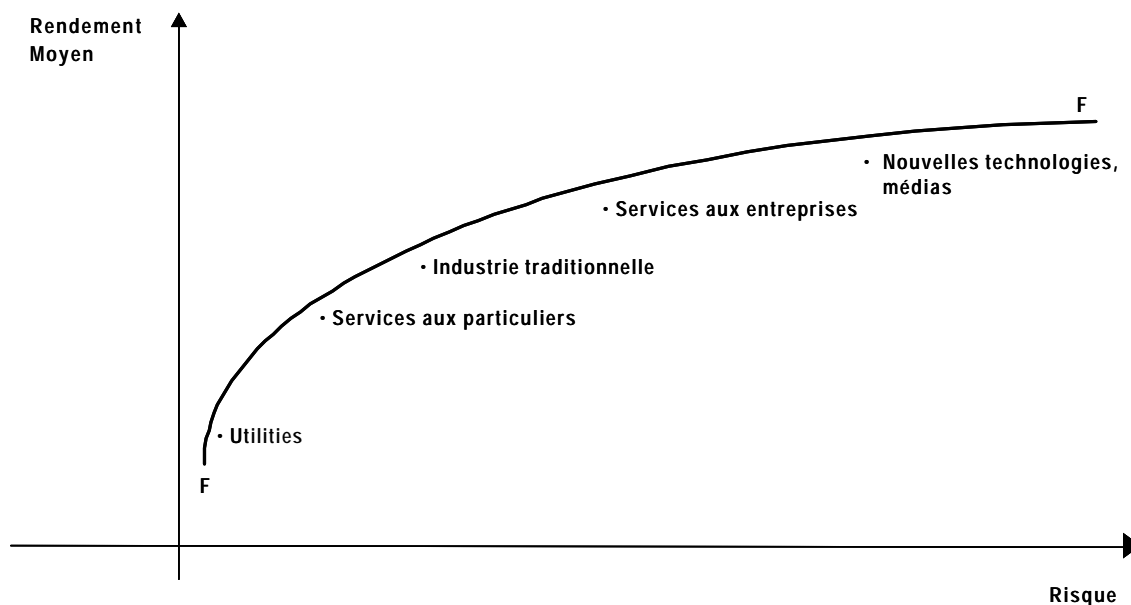 Rendement
Moyen
F
• Nouvelles technologies,
médias
• Services aux entreprises
• Industrie traditionnelle
• Services aux particuliers
• Utilities
F
Risque